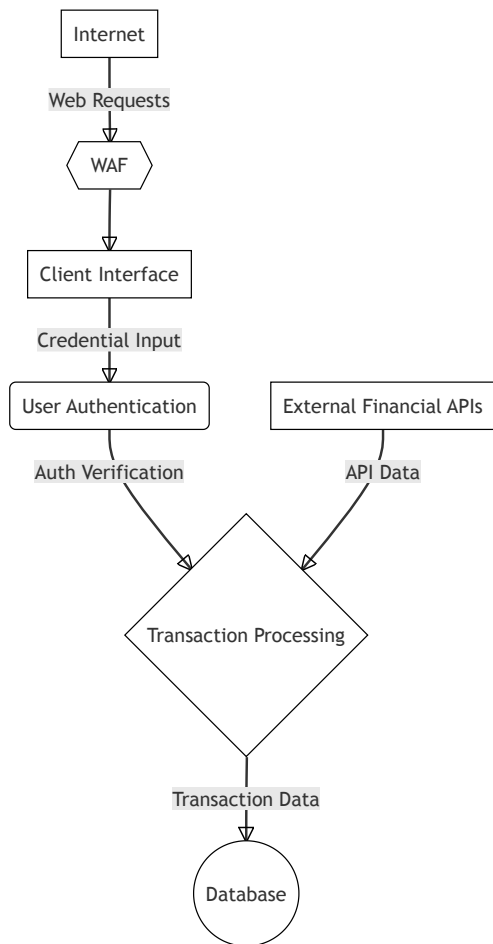 Internet
Web Requests
WAF
Client Interface
Credential Input
User Authentication
External Financial APIs
Auth Verification
API Data
Transaction Processing
Transaction Data
Database